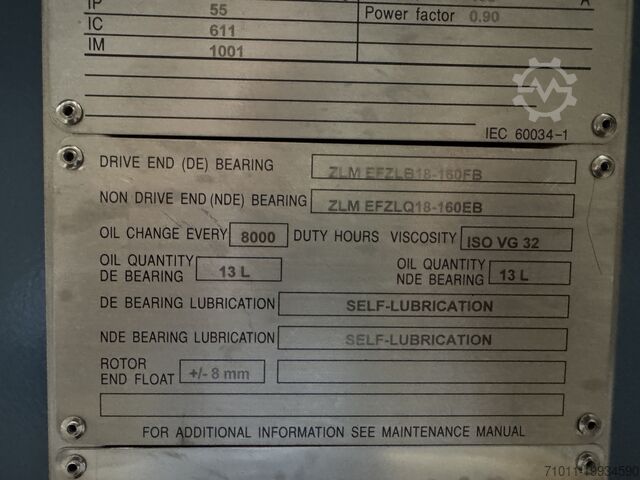 IP 55
Power factor 0.90
A
IC 611
IM 1001
IEC 60034-1
DRIVE END (DE) BEARING ZLM EFZLB18-160FB
NON DRIVE END (NDE) BEARING ZLM EFZLQ18-160EB
OIL CHANGE EVERY 8000 DUTY HOURS VISCOSITY ISO VG 32
OIL QUANTITY DE BEARING 13 L
OIL QUANTITY NDE BEARING 13 L
DE BEARING LUBRICATION SELF-LUBRICATION
NDE BEARING LUBRICATION SELF-LUBRICATION
ROTOR END FLOAT +/- 8 mm
FOR ADDITIONAL INFORMATION SEE MAINTENANCE MANUAL
71011-19934590